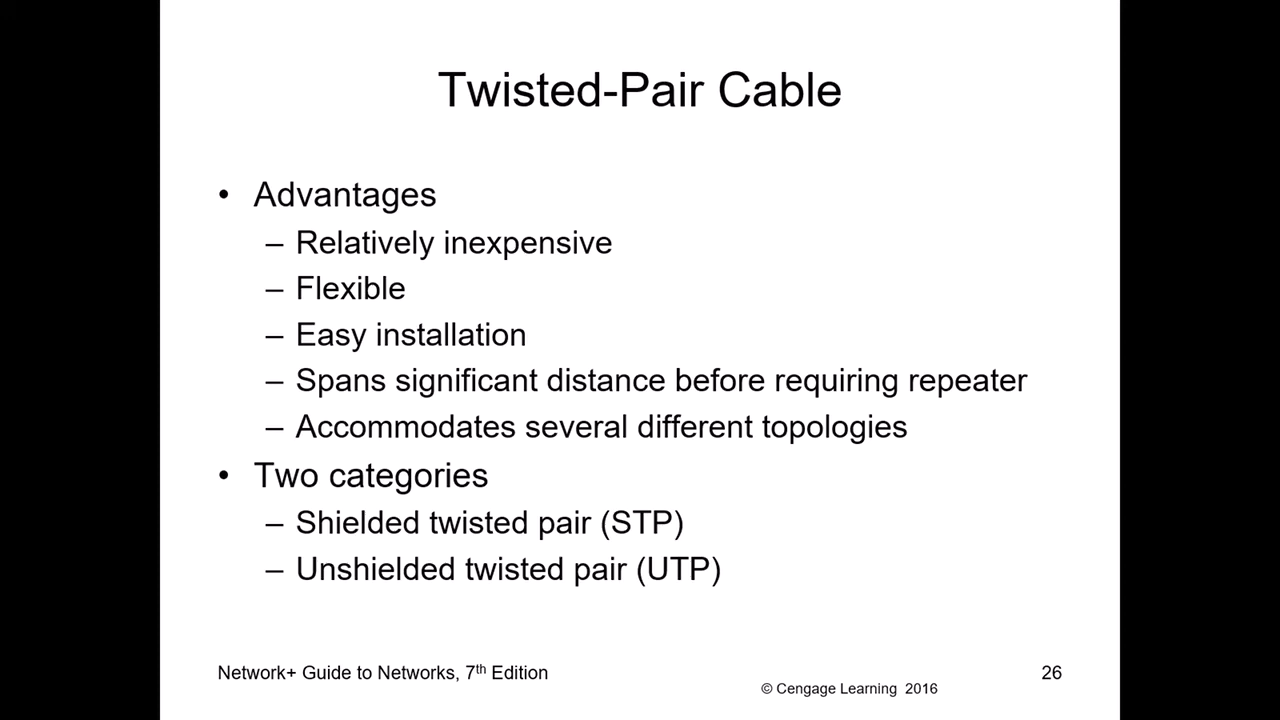 Twisted-Pair Cable
• Advantages
– Relatively inexpensive
– Flexible
– Easy installation
– Spans significant distance before requiring repeater
– Accommodates several different topologies
• Two categories
– Shielded twisted pair (STP)
– Unshielded twisted pair (UTP)
Network+ Guide to Networks, 7th Edition
© Cengage Learning 2016
26